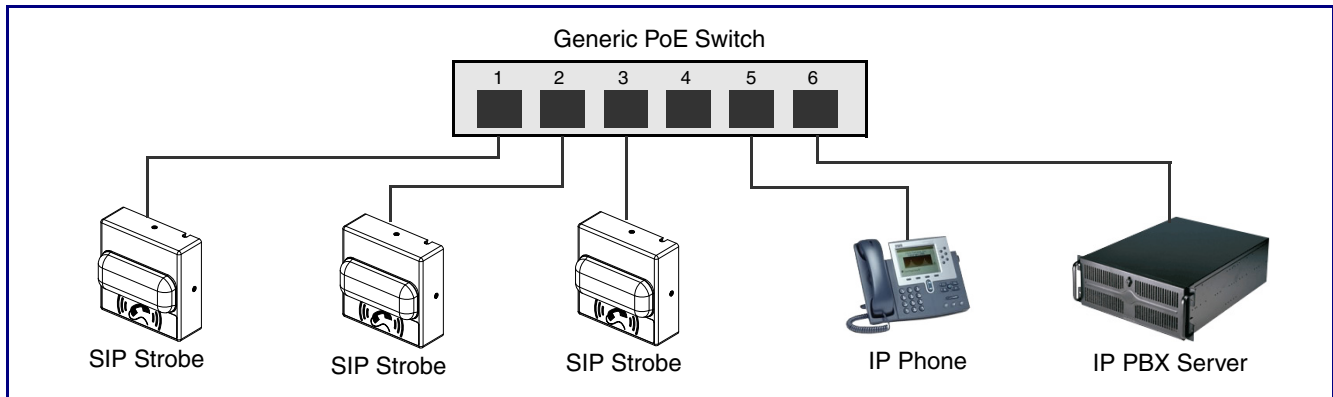 Generic PoE Switch
1 2 3 4 5 6
SIP Strobe
SIP Strobe
SIP Strobe
IP Phone
IP PBX Server